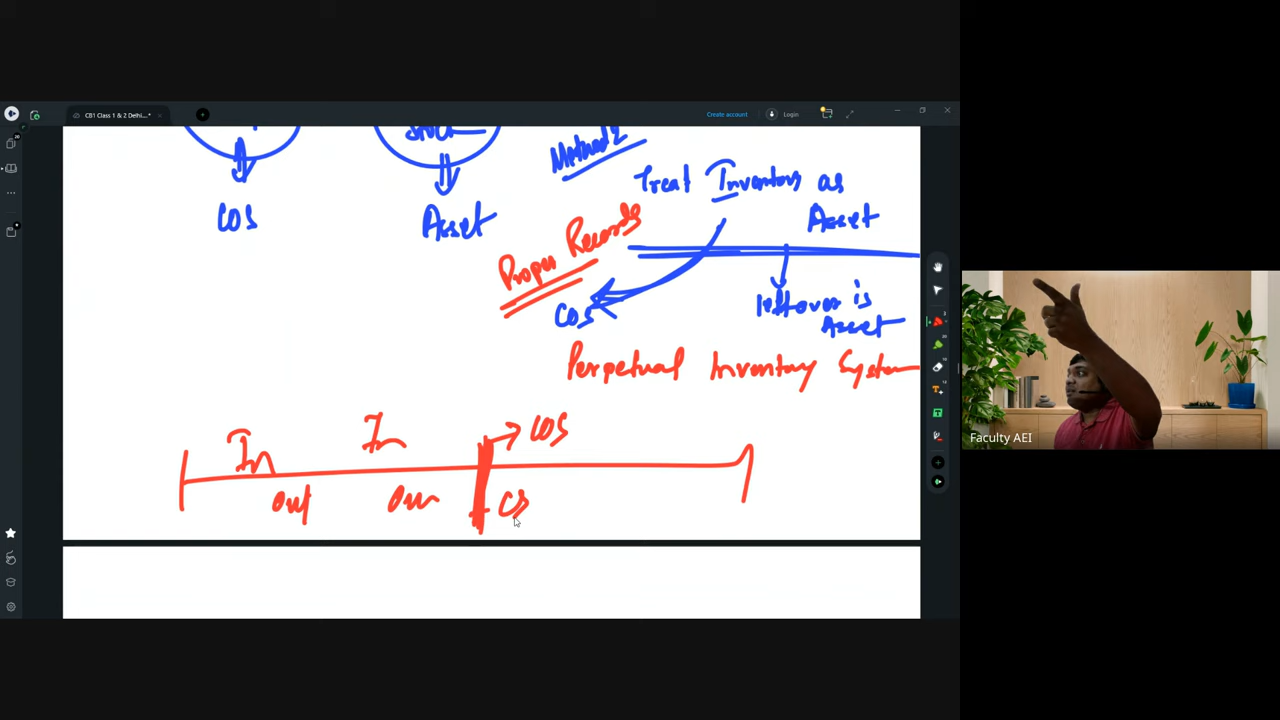 CB1 Class 1 & 2 Delhi...*
Create account
Login
Method 2
Treat Inventory as
Asset
COS
Asset
Proper Records
COS
leftover is
Asset
Perpetual Inventory System
In
In
COS
Out
Out
CS
Faculty AEI